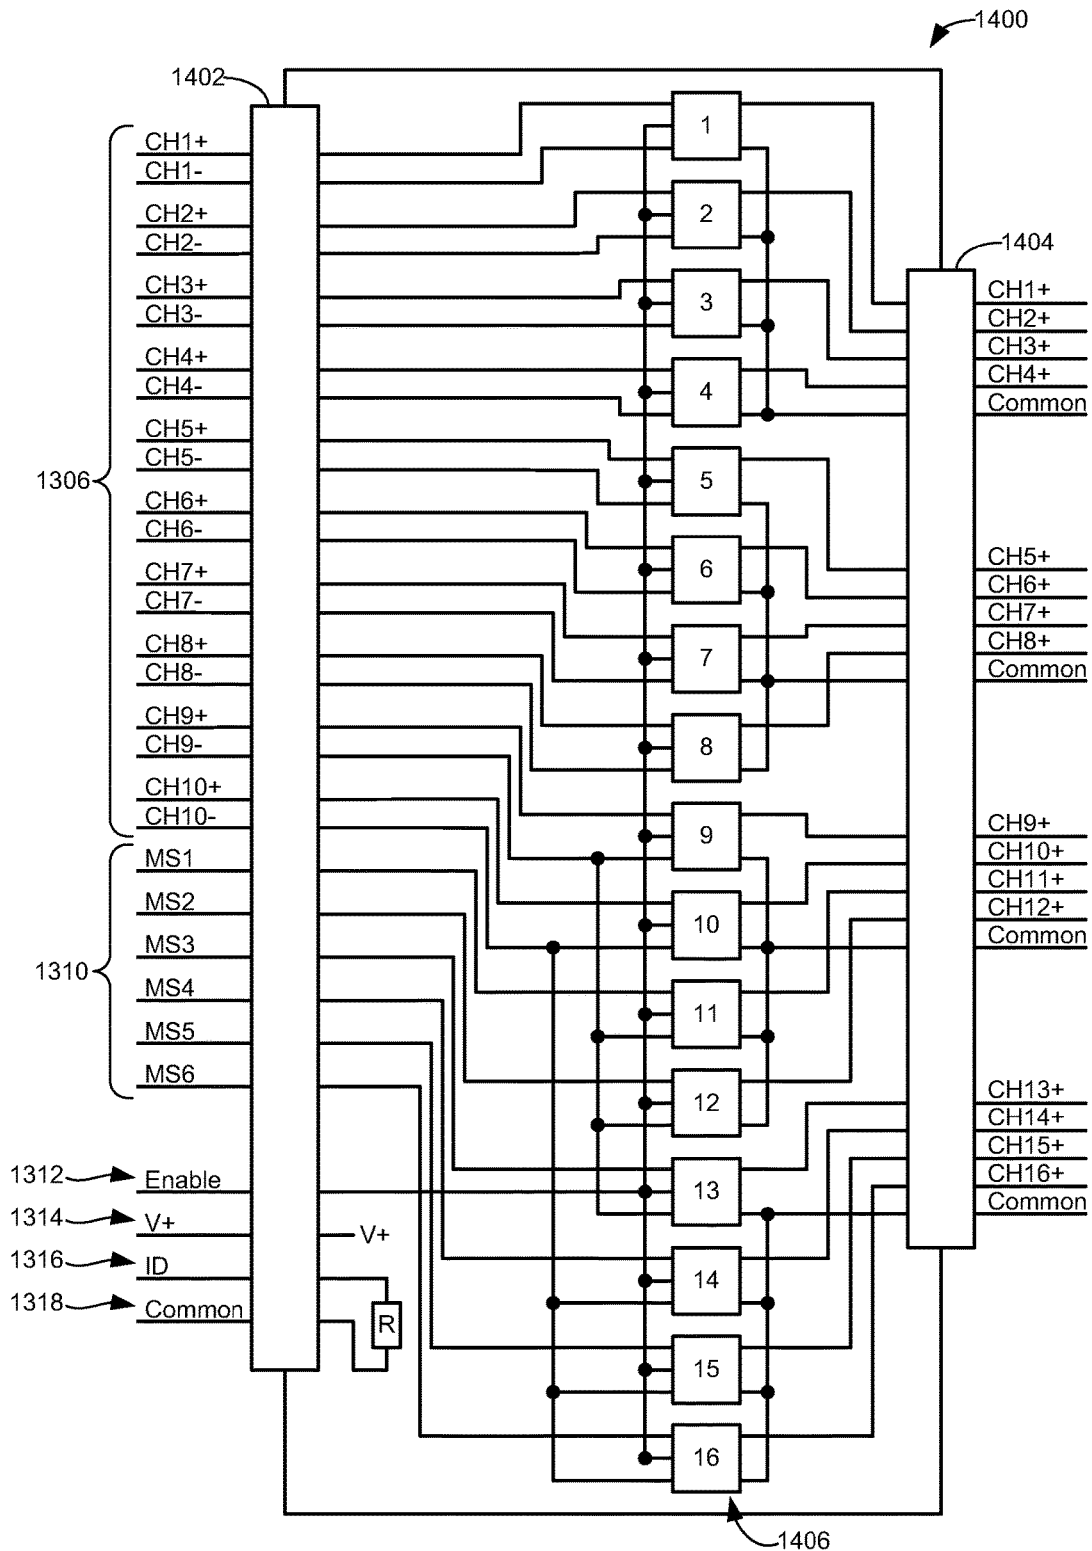 1400
1402
1404
CH1+
CH1-
CH2+
CH2-
CH3+
CH3-
CH4+
CH4-
CH5+
CH5-
CH6+
CH6-
CH7+
CH7-
CH8+
CH8-
CH9+
CH9-
CH10+
CH10-
1306
MS1
MS2
MS3
MS4
MS5
MS6
1310
1312
Enable
1314
V+
V+
1316
ID
1318
Common
R
1
2
3
4
5
6
7
8
9
10
11
12
13
14
15
16
1406
CH1+
CH2+
CH3+
CH4+
Common
CH5+
CH6+
CH7+
CH8+
Common
CH9+
CH10+
CH11+
CH12+
Common
CH13+
CH14+
CH15+
CH16+
Common